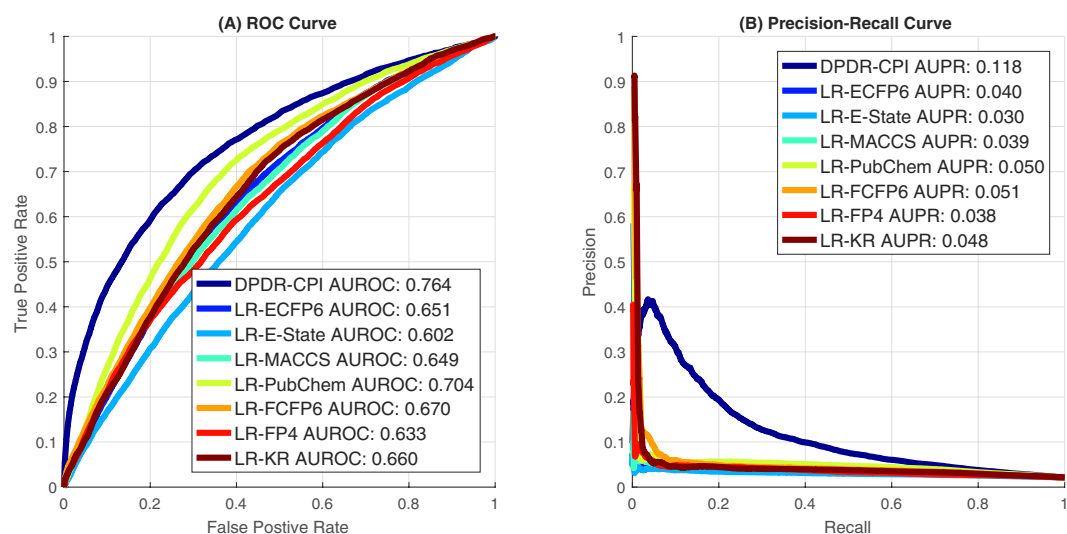 (A) ROC Curve
1
0.9
0.8
0.7
0.6
0.5
0.4
0.3
0.2
0.1
0
0
0.2
0.4
0.6
0.8
1
True Positive Rate
False Postive Rate
DPDR-CPI AUROC: 0.764
LR-ECFP6 AUROC: 0.651
LR-E-State AUROC: 0.602
LR-MACCS AUROC: 0.649
LR-PubChem AUROC: 0.704
LR-FCFP6 AUROC: 0.670
LR-FP4 AUROC: 0.633
LR-KR AUROC: 0.660
(B) Precision-Recall Curve
1
0.9
0.8
0.7
0.6
0.5
0.4
0.3
0.2
0.1
0
0
0.2
0.4
0.6
0.8
1
Precision
Recall
DPDR-CPI AUPR: 0.118
LR-ECFP6 AUPR: 0.040
LR-E-State AUPR: 0.030
LR-MACCS AUPR: 0.039
LR-PubChem AUPR: 0.050
LR-FCFP6 AUPR: 0.051
LR-FP4 AUPR: 0.038
LR-KR AUPR: 0.048